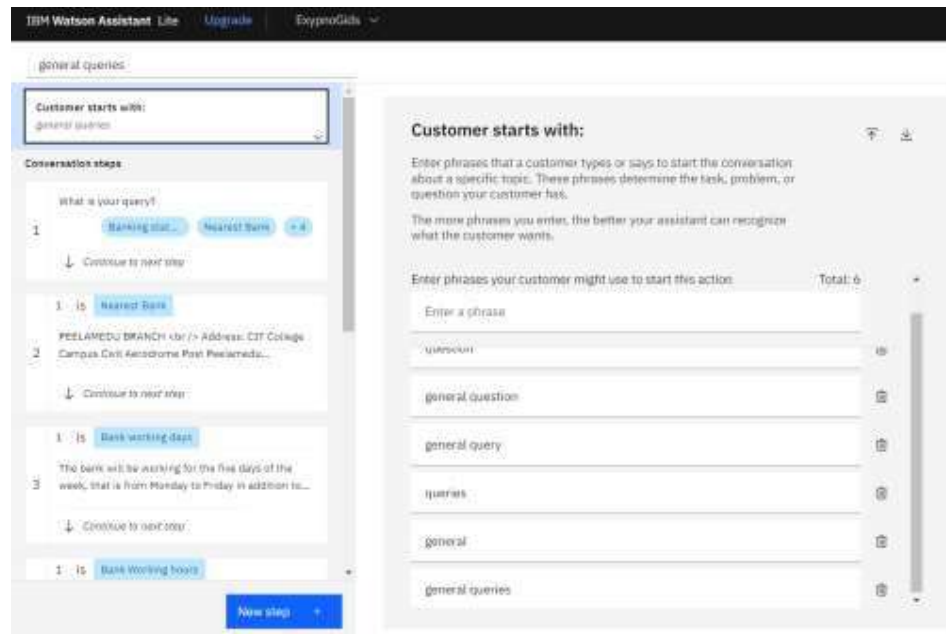 IBM Watson Assistant Lite Upgrade ExypnoGids
general queries
Customer starts with:
general queries
Conversation steps
What is your query?
1 Banking stat... Nearest Bank + 4
↓ Continue to next step
1 is Nearest Bank
PEELAMEDU BRANCH <br /> Address: CIT College
2 Campus Civil Aerodrome Post Peelamedu...
↓ Continue to next step
1 is Bank working days
The bank will be working for the five days of the
3 week, that is from Monday to Friday in addition to...
↓ Continue to next step
1 is Bank Working hours
New step +
Customer starts with:
Enter phrases that a customer types or says to start the conversation
about a specific topic. These phrases determine the task, problem, or
question your customer has.
The more phrases you enter, the better your assistant can recognize
what the customer wants.
Enter phrases your customer might use to start this action Total: 6
Enter a phrase
question
general question
general query
queries
general
general queries